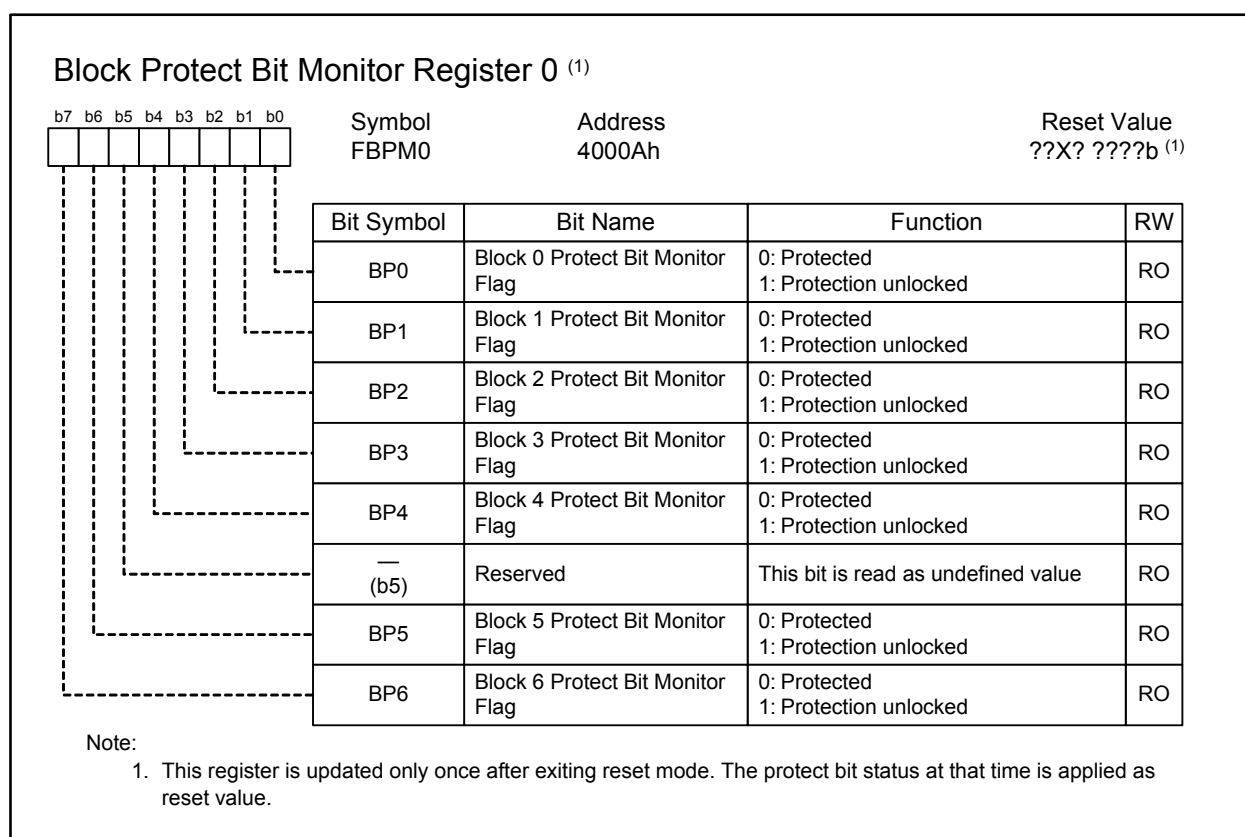 Block Protect Bit Monitor Register 0 (1)
b7 b6 b5 b4 b3 b2 b1 b0
Symbol Address Reset Value
FBPM0 4000Ah ??X? ????b (1)
Bit Symbol Bit Name Function RW
BP0 Block 0 Protect Bit Monitor Flag 0: Protected 1: Protection unlocked RO
BP1 Block 1 Protect Bit Monitor Flag 0: Protected 1: Protection unlocked RO
BP2 Block 2 Protect Bit Monitor Flag 0: Protected 1: Protection unlocked RO
BP3 Block 3 Protect Bit Monitor Flag 0: Protected 1: Protection unlocked RO
BP4 Block 4 Protect Bit Monitor Flag 0: Protected 1: Protection unlocked RO
— (b5) Reserved This bit is read as undefined value RO
BP5 Block 5 Protect Bit Monitor Flag 0: Protected 1: Protection unlocked RO
BP6 Block 6 Protect Bit Monitor Flag 0: Protected 1: Protection unlocked RO
Note:
1. This register is updated only once after exiting reset mode. The protect bit status at that time is applied as
reset value.